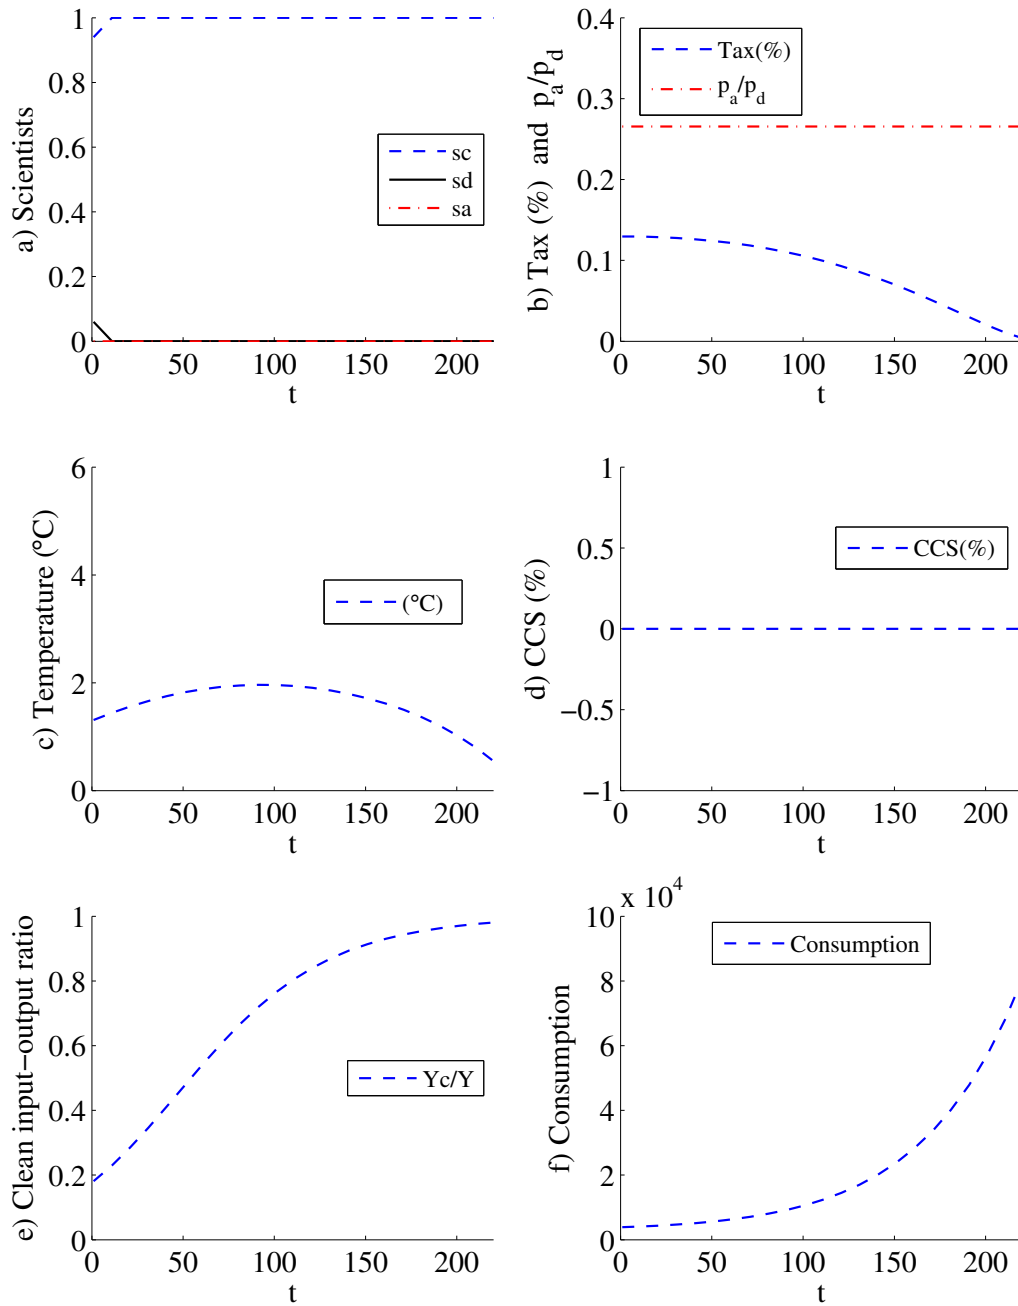 1
0.8
0.6
0.4
0.2
0
0 50 100 150 200
t
a) Scientists
sc
sd
sa
0.4
0.3
0.2
0.1
0
0 50 100 150 200
t
b) Tax (%) and p_a/p_d
Tax(%)
p_a/p_d
6
4
2
0
0 50 100 150 200
t
c) Temperature (°C)
(°C)
1
0.5
0
−0.5
−1
0 50 100 150 200
t
d) CCS (%)
CCS(%)
1
0.8
0.6
0.4
0.2
0
0 50 100 150 200
t
e) Clean input−output ratio
Yc/Y
x 10^4
10
8
6
4
2
0
0 50 100 150 200
t
f) Consumption
Consumption